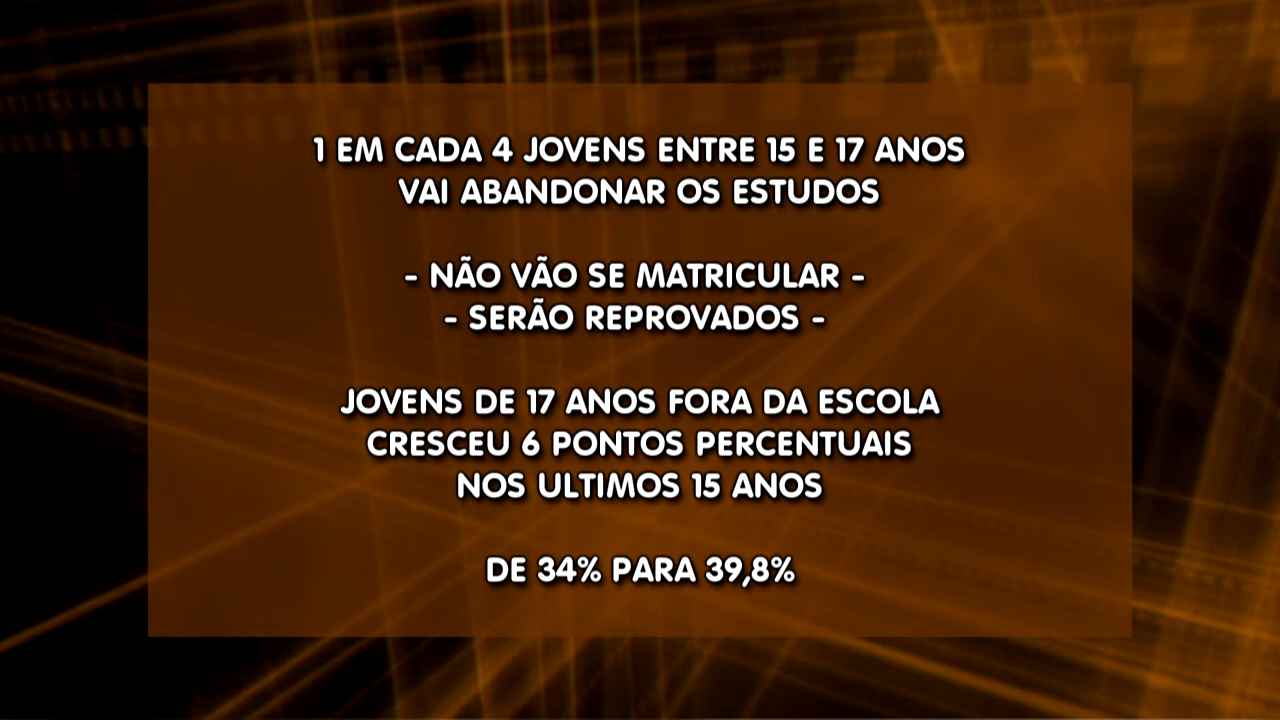 1 EM CADA 4 JOVENS ENTRE 15 E 17 ANOS
VAI ABANDONAR OS ESTUDOS
- NÃO VÃO SE MATRICULAR -
- SERÃO REPROVADOS -
JOVENS DE 17 ANOS FORA DA ESCOLA
CRESCEU 6 PONTOS PERCENTUAIS
NOS ULTIMOS 15 ANOS
DE 34% PARA 39,8%